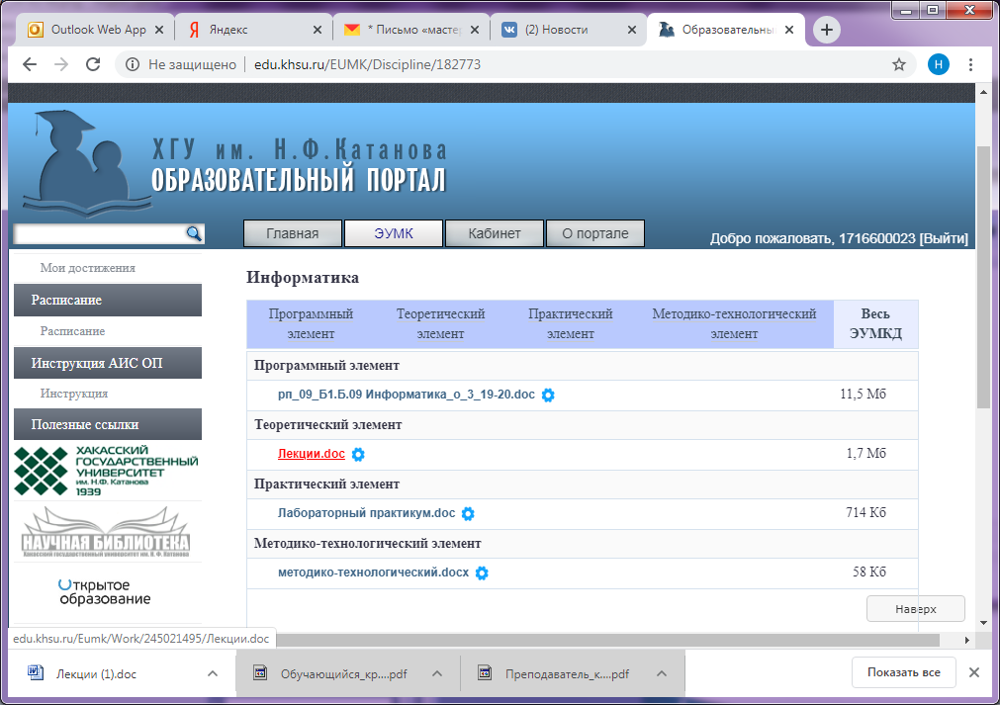 Outlook Web App
Яндекс
* Письмо «мастер
(2) Новости
Образовательны
Не защищено
edu.khsu.ru/EUMK/Discipline/182773
Н
ХГУ им. Н.Ф.Катанова
ОБРАЗОВАТЕЛЬНЫЙ ПОРТАЛ
Главная
ЭУМК
Кабинет
О портале
Добро пожаловать, 1716600023 [Выйти]
Мои достижения
Расписание
Расписание
Инструкция АИС ОП
Инструкция
Полезные ссылки
ХАКАССКИЙ
ГОСУДАРСТВЕННЫЙ
УНИВЕРСИТЕТ
им. Н.Ф. Катанова
1939
НАУЧНАЯ БИБЛИОТЕКА
Хакасский государственный университет им. Н. Ф. Катанова
Открытое
образование
Информатика
Программный
элемент
Теоретический
элемент
Практический
элемент
Методико-технологический
элемент
Весь
ЭУМКД
Программный элемент
рп_09_Б1.Б.09 Информатика_о_3_19-20.doc
11,5 Мб
Теоретический элемент
Лекции.doc
1,7 Мб
Практический элемент
Лабораторный практикум.doc
714 Кб
Методико-технологический элемент
методико-технологический.docx
58 Кб
Наверх
edu.khsu.ru/Eumk/Work/245021495/Лекции.doc
Лекции (1).doc
Обучающийся_кр....pdf
Преподаватель_к....pdf
Показать все